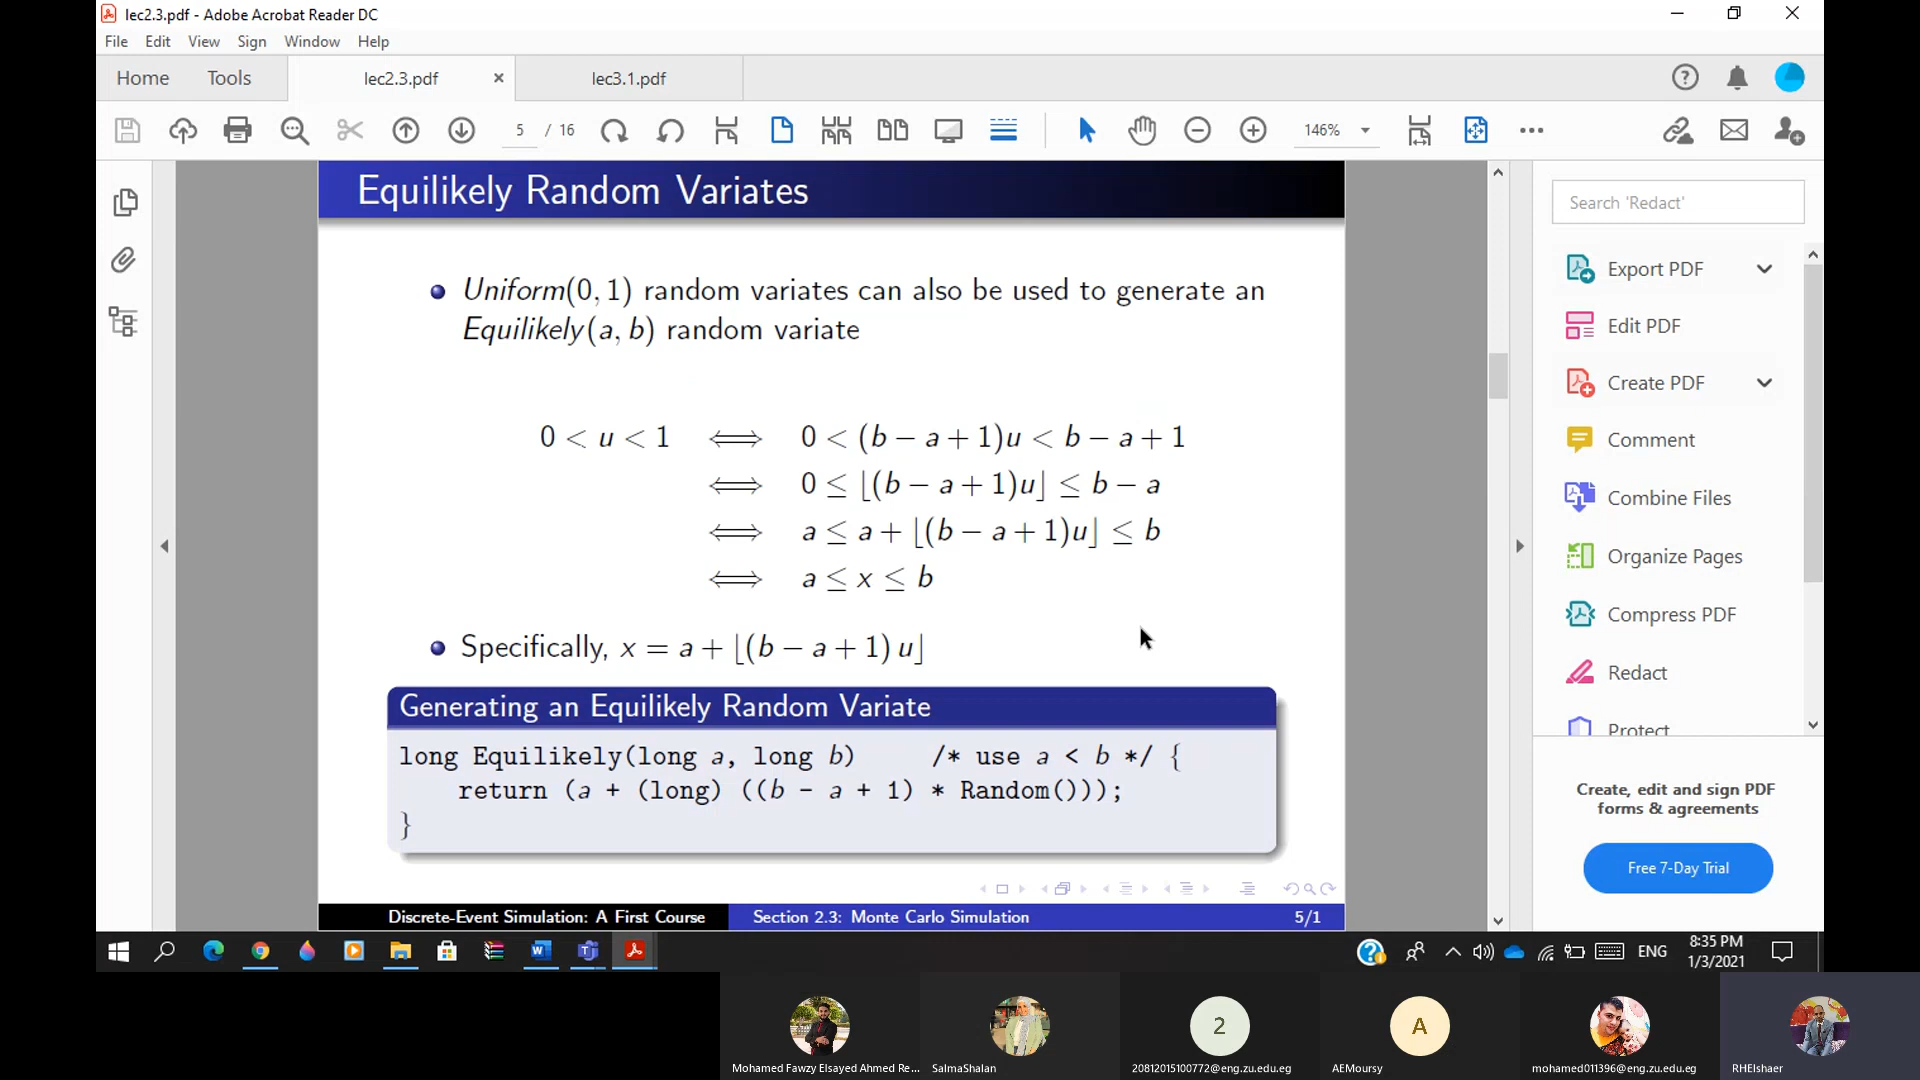 lec2.3.pdf - Adobe Acrobat Reader DC
File Edit View Sign Window Help
Home Tools lec2.3.pdf × lec3.1.pdf
5 / 16 146%
Equilikely Random Variates
Uniform(0, 1) random variates can also be used to generate an
Equilikely(a, b) random variate
0 < u < 1 ⟺ 0 < (b − a + 1)u < b − a + 1
⟺ 0 ≤ ⌊(b − a + 1)u⌋ ≤ b − a
⟺ a ≤ a + ⌊(b − a + 1)u⌋ ≤ b
⟺ a ≤ x ≤ b
Specifically, x = a + ⌊(b − a + 1) u⌋
Generating an Equilikely Random Variate
long Equilikely(long a, long b) /* use a < b */ {
return (a + (long) ((b - a + 1) * Random()));
}
Discrete-Event Simulation: A First Course Section 2.3: Monte Carlo Simulation 5/1
Search 'Redact'
Export PDF
Edit PDF
Create PDF
Comment
Combine Files
Organize Pages
Compress PDF
Redact
Protect
Create, edit and sign PDF
forms & agreements
Free 7-Day Trial
ENG 8:35 PM
1/3/2021
2 A
Mohamed Fawzy Elsayed Ahmed Re... SalmaShalan 20812015100772@eng.zu.edu.eg AEMoursy mohamed011396@eng.zu.edu.eg RHElshaer